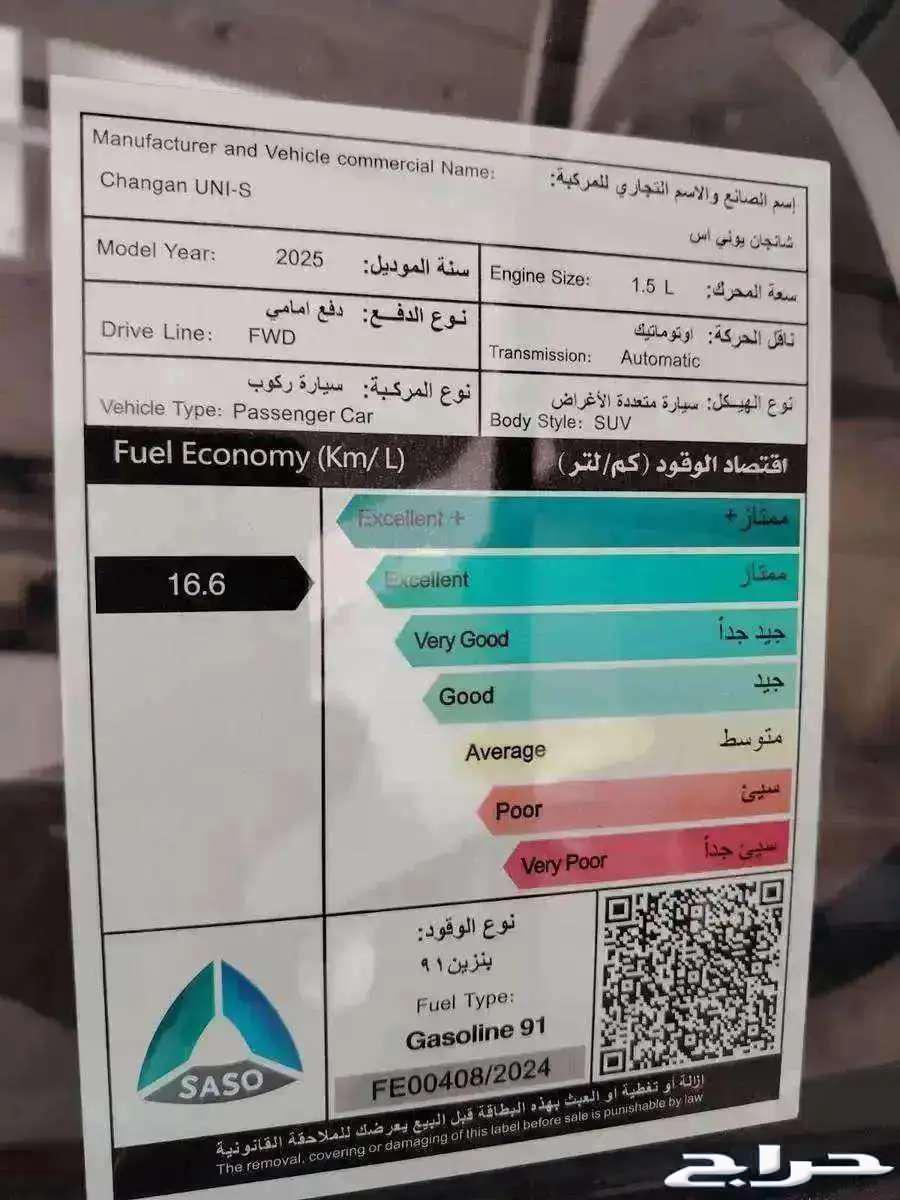 Manufacturer and Vehicle commercial Name:
إسم الصانع والاسم التجاري للمركبة:
Changan UNI-S
شانجان يوني اس
Model Year: 2025 سنة الموديل:
Engine Size: 1.5 L سعة المحرك:
نوع الدفـع: دفع امامي
Drive Line: FWD
ناقل الحركة: اوتوماتيك
Transmission: Automatic
نوع المركبـة: سيارة ركوب
Vehicle Type: Passenger Car
نوع الهيـكل: سيارة متعددة الأغراض
Body Style: SUV
Fuel Economy (Km/ L) اقتصاد الوقود (كم/لتر)
Excellent + ممتاز +
16.6
Excellent ممتاز
Very Good جيد جداً
Good جيد
Average متوسط
Poor سيئ
Very Poor سيئ جداً
نوع الوقود:
بنزين ٩١
Fuel Type:
Gasoline 91
FE00408/2024
SASO
ازالة أو تغطية او العبث بهذه البطاقة قبل البيع يعرضك للملاحقة القانونية
The removal, covering or damaging of this label before sale is punishable by law
حراج